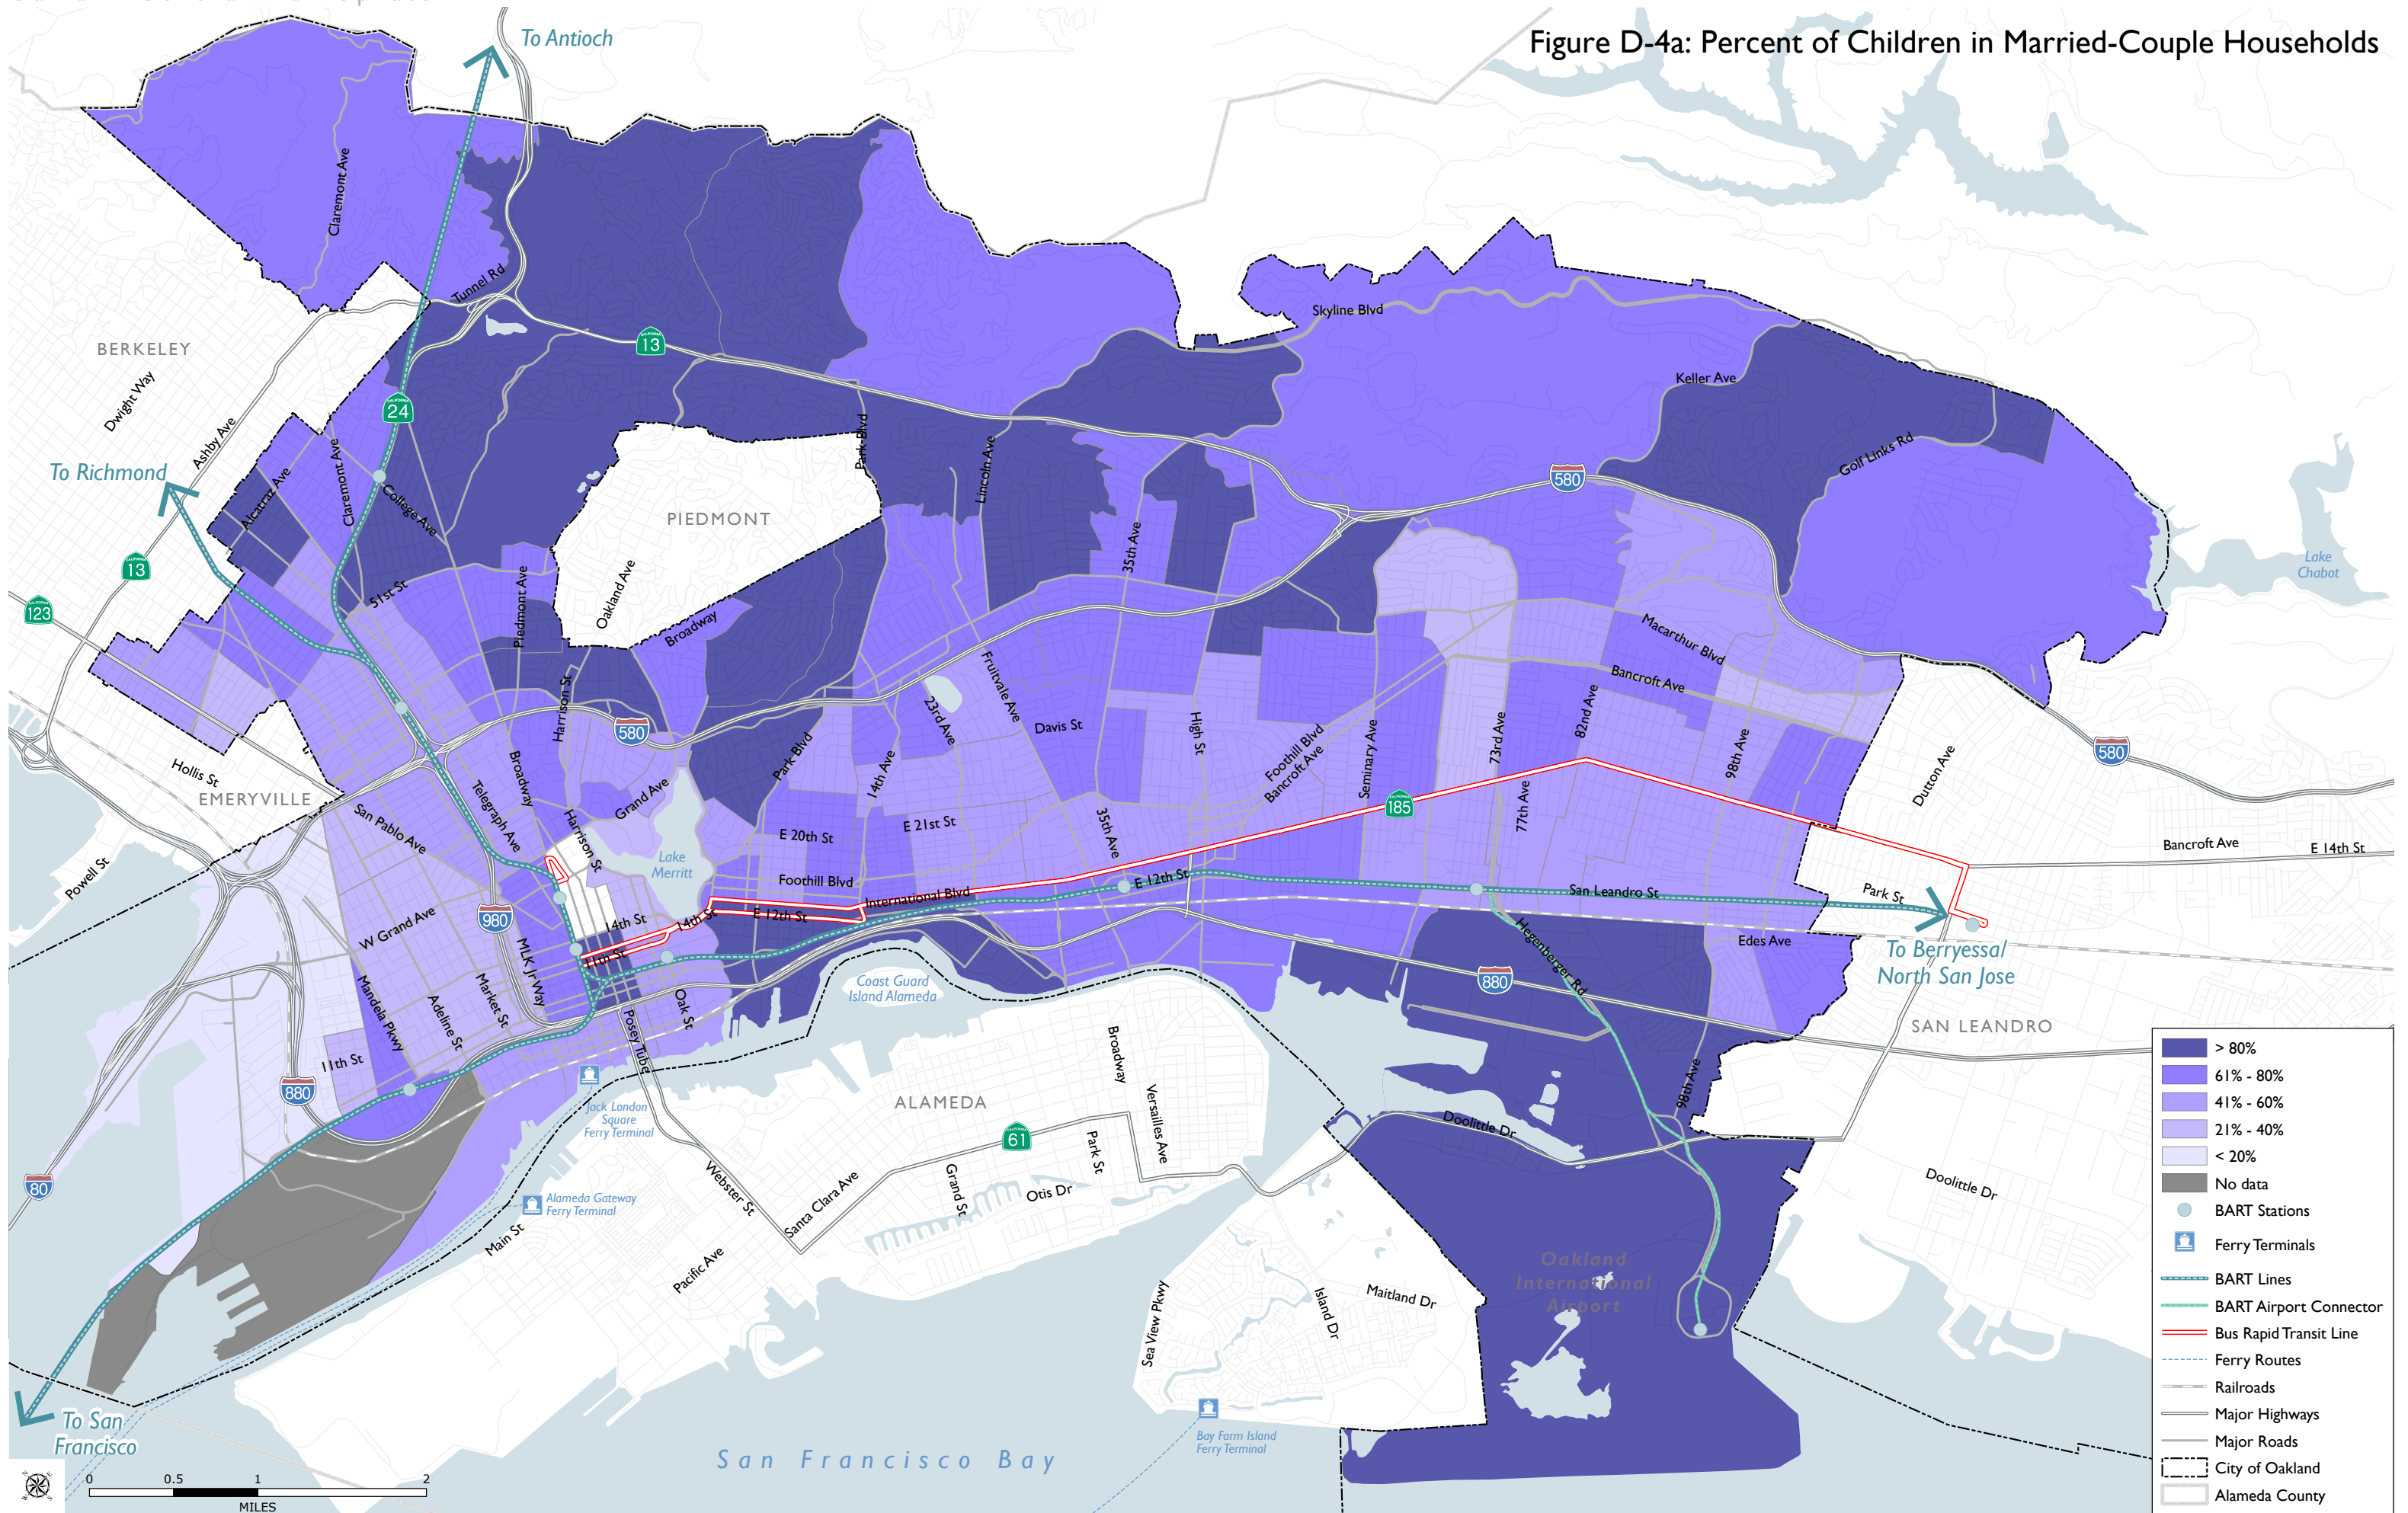 Figure D-4a: Percent of Children in Married-Couple Households
To Antioch
Claremont Ave
Tunnel Rd
13
Skyline Blvd
BERKELEY
Dwight Way
Ashby Ave
24
Keller Ave
To Richmond
Alcatraz Ave
Claremont Ave
College Ave
Park Blvd
Lincoln Ave
Golf Links Rd
580
PIEDMONT
35th Ave
13
123
51st St
Piedmont Ave
Oakland Ave
Broadway
Lake
Chabot
Macarthur Blvd
Bancroft Ave
Harrison St
580
Fruitvale Ave
23rd Ave
Davis St
High St
Foothill Blvd
Bancroft Ave
Seminary Ave
73rd Ave
82nd Ave
98th Ave
Dutton Ave
580
Hollis St
EMERYVILLE
Telegraph Ave
Broadway
Park Blvd
14th Ave
Grand Ave
San Pablo Ave
Harrison St
E 20th St
E 21st St
35th Ave
185
77th Ave
Bancroft Ave
E 14th St
Powell St
Lake
Merritt
Foothill Blvd
International Blvd
E 12th St
San Leandro St
Park St
W Grand Ave
980
14th St
14th St
E 12th St
11th St
MLK Jr Way
Market St
Adeline St
Mandela Pkwy
Oak St
Posey Tube
Coast Guard
Island Alameda
Hegenberger Rd
880
Edes Ave
To Berryessal
North San Jose
SAN LEANDRO
11th St
880
Jack London
Square
Ferry Terminal
ALAMEDA
Broadway
Versailles Ave
98th Ave
Doolittle Dr
61
Park St
Grand St
Otis Dr
80
Alameda Gateway
Ferry Terminal
Main St
Webster St
Santa Clara Ave
Pacific Ave
Doolittle Dr
Oakland
International
Airport
Sea View Pkwy
Island Dr
Maitland Dr
Bay Farm Island
Ferry Terminal
San Francisco Bay
To San
Francisco
0 0.5 1 2
MILES
> 80%
61% - 80%
41% - 60%
21% - 40%
< 20%
No data
BART Stations
Ferry Terminals
BART Lines
BART Airport Connector
Bus Rapid Transit Line
Ferry Routes
Railroads
Major Highways
Major Roads
City of Oakland
Alameda County